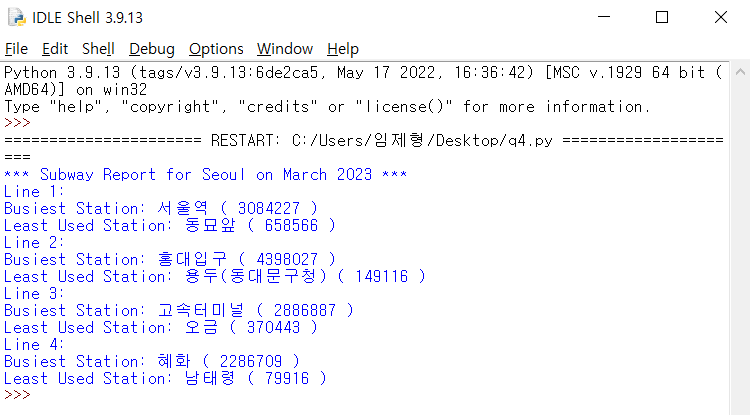 IDLE Shell 3.9.13
File Edit Shell Debug Options Window Help
Python 3.9.13 (tags/v3.9.13:6de2ca5, May 17 2022, 16:36:42) [MSC v.1929 64 bit (
AMD64)] on win32
Type "help", "copyright", "credits" or "license()" for more information.
>>>
====================== RESTART: C:/Users/임제형/Desktop/q4.py ==================
===
*** Subway Report for Seoul on March 2023 ***
Line 1:
Busiest Station: 서울역 ( 3084227 )
Least Used Station: 동묘앞 ( 658566 )
Line 2:
Busiest Station: 홍대입구 ( 4398027 )
Least Used Station: 용두(동대문구청) ( 149116 )
Line 3:
Busiest Station: 고속터미널 ( 2886887 )
Least Used Station: 오금 ( 370443 )
Line 4:
Busiest Station: 혜화 ( 2286709 )
Least Used Station: 남태령 ( 79916 )
>>>